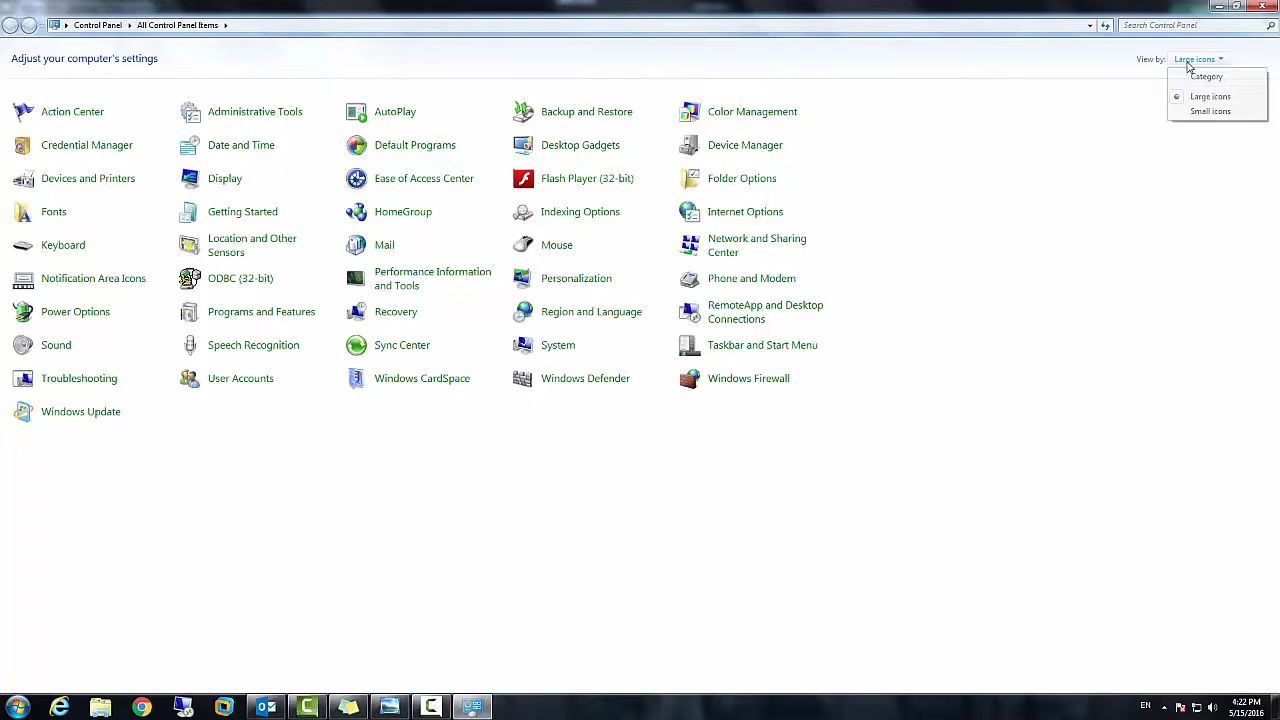 Control Panel
All Control Panel Items
Search Control Panel
Adjust your computer's settings
View by:
Large icons
Category
Large icons
Small icons
Action Center
Administrative Tools
AutoPlay
Backup and Restore
Color Management
Credential Manager
Date and Time
Default Programs
Desktop Gadgets
Device Manager
Devices and Printers
Display
Ease of Access Center
Flash Player (32-bit)
Folder Options
Fonts
Getting Started
HomeGroup
Indexing Options
Internet Options
Keyboard
Location and Other
Sensors
Mail
Mouse
Network and Sharing
Center
Notification Area Icons
ODBC (32-bit)
Performance Information
and Tools
Personalization
Phone and Modem
Power Options
Programs and Features
Recovery
Region and Language
RemoteApp and Desktop
Connections
Sound
Speech Recognition
Sync Center
System
Taskbar and Start Menu
Troubleshooting
User Accounts
Windows CardSpace
Windows Defender
Windows Firewall
Windows Update
EN
4:22 PM
5/15/2016